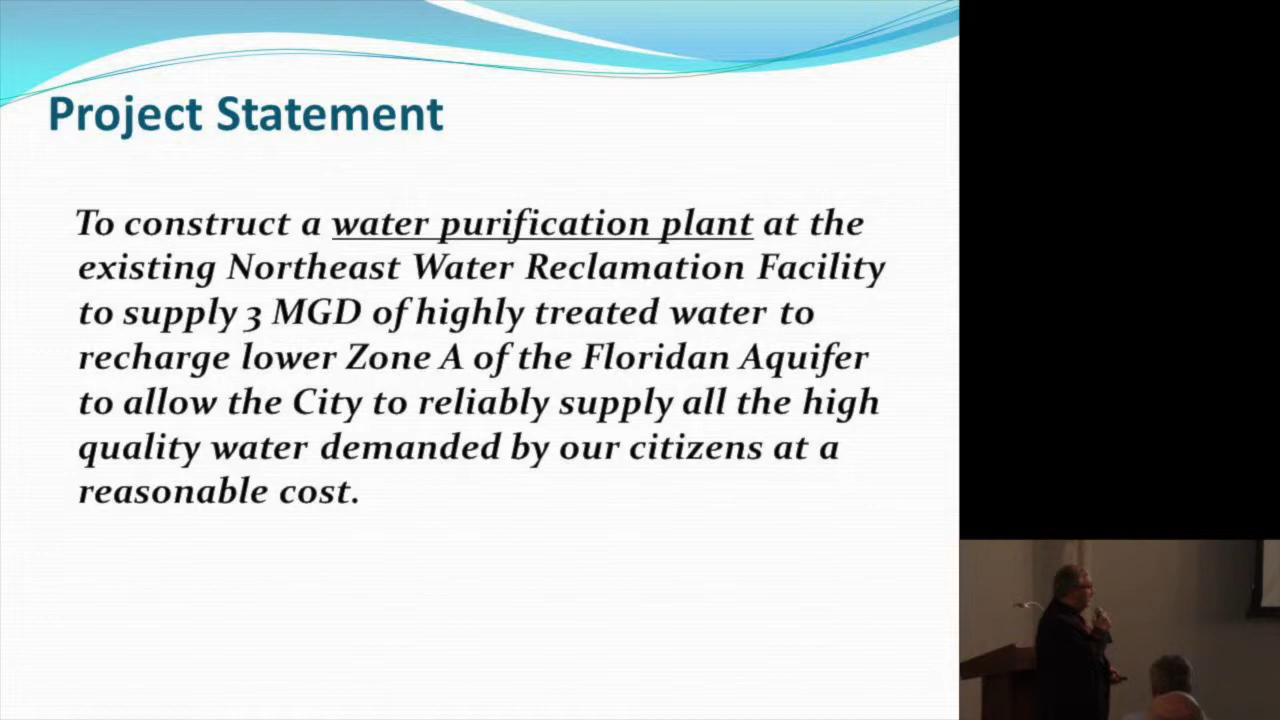 Project Statement
To construct a water purification plant at the
existing Northeast Water Reclamation Facility
to supply 3 MGD of highly treated water to
recharge lower Zone A of the Floridan Aquifer
to allow the City to reliably supply all the high
quality water demanded by our citizens at a
reasonable cost.